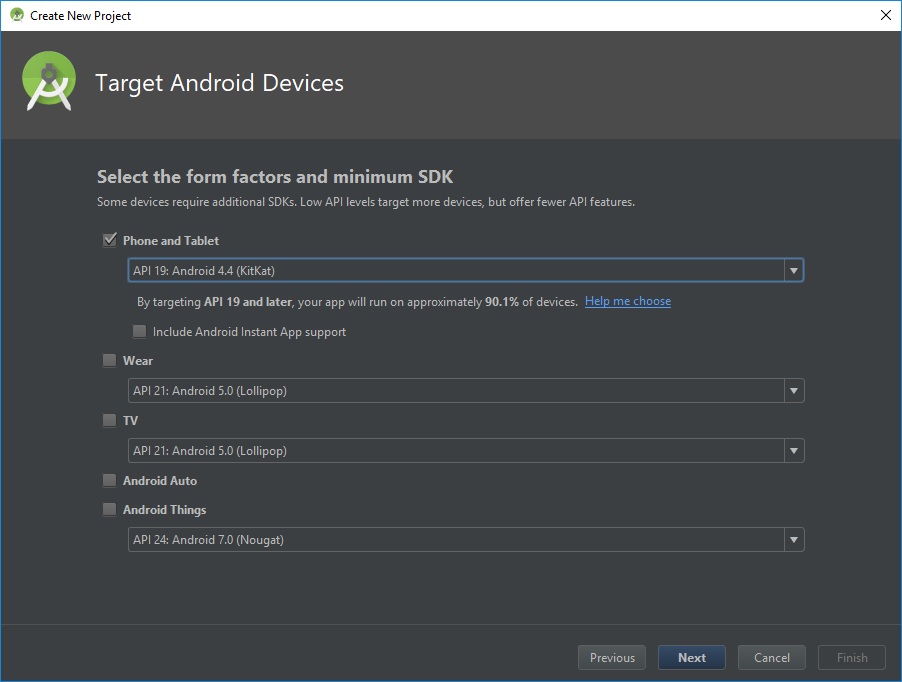 Create New Project
Target Android Devices
Select the form factors and minimum SDK
Some devices require additional SDKs. Low API levels target more devices, but offer fewer API features.
Phone and Tablet
API 19: Android 4.4 (KitKat)
By targeting API 19 and later, your app will run on approximately 90.1% of devices. Help me choose
Include Android Instant App support
Wear
API 21: Android 5.0 (Lollipop)
TV
API 21: Android 5.0 (Lollipop)
Android Auto
Android Things
API 24: Android 7.0 (Nougat)
Previous Next Cancel Finish